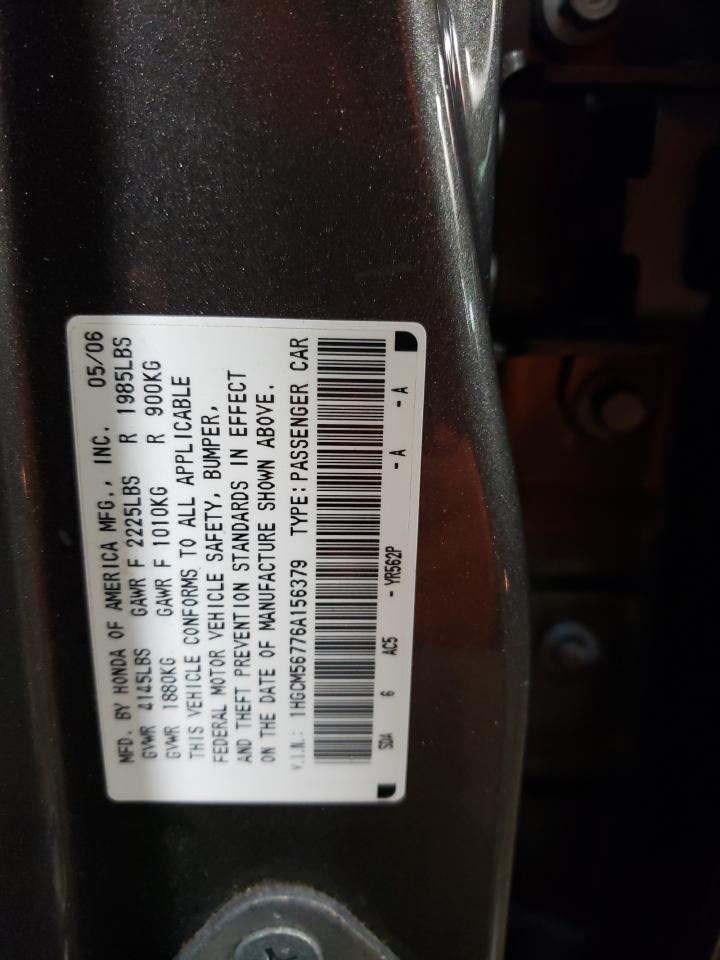 MFD. BY HONDA OF AMERICA MFG., INC. 05/06
GVWR 4145LBS GAWR F 2225LBS R 1985LBS
GVWR 1880KG GAWR F 1010KG R 900KG
THIS VEHICLE CONFORMS TO ALL APPLICABLE
FEDERAL MOTOR VEHICLE SAFETY, BUMPER,
AND THEFT PREVENTION STANDARDS IN EFFECT
ON THE DATE OF MANUFACTURE SHOWN ABOVE.
V.I.N.: 1HGCM56776A156379 TYPE: PASSENGER CAR
SDA 6 AC5 - YR562P - A - A